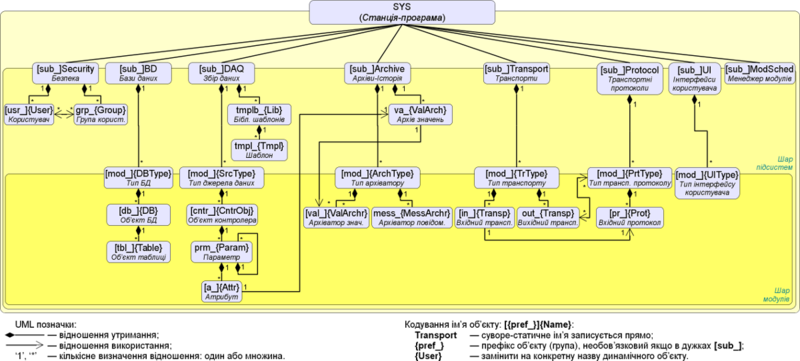 SYS
(Станція-програма)
[sub_]Security
Безпека
[sub_]BD
Бази даних
[sub_]DAQ
Збір даних
[sub_]Archive
Архіви-Історія
[sub_]Transport
Транспорти
[sub_]Protocol
Транспортні
протоколи
[sub_]UI
Інтерфейси
користувача
[sub_]ModSched
Менеджер модулів
[usr_]{User}
Користувач
grp_{Group}
Група корист.
tmplb_{Lib}
Бібл. шаблонів
tmpl_{Tmpl}
Шаблон
va_{ValArch}
Архів значень
Шар
підсистем
[mod_]{DBType}
Тип БД
[mod_]{SrcType}
Тип джерела даних
[mod_]{ArchType}
Тип архіватору
[mod_]{TrType}
Тип транспорту
[mod_]{PrtType}
Тип трансп. протоколу
[mod_]{UIType}
Тип інтерфейсу
користувача
[db_]{DB}
Об'єкт БД
[cntr_]{CntrObj}
Об'єкт контролера
[val_]{ValArchr}
Архіватор знач.
mess_{MessArchr}
Архіватор повідом.
[in_]{Transp}
Вхідний трансп.
out_{Transp}
Вихідний трансп.
[pr_]{Prot}
Вхідний протокол
[tbl_]{Table}
Об'єкт таблиці
prm_{Param}
Параметр
[a_]{Attr}
Атрибут
Шар
модулів
UML позначки:
— відношення утримання;
— відношення використання;
'1', '*' — кількісне визначення відношення: один або множина.
Кодування ім'я об'єкту: [{pref_}]{Name}:
Transport — суворе-статичне ім'я записується прямо;
{pref_} — префікс об'єкту (група), необов'язковий якщо в дужках [sub_];
{User} — замінити на конкретну назву динамічного об'єкту.